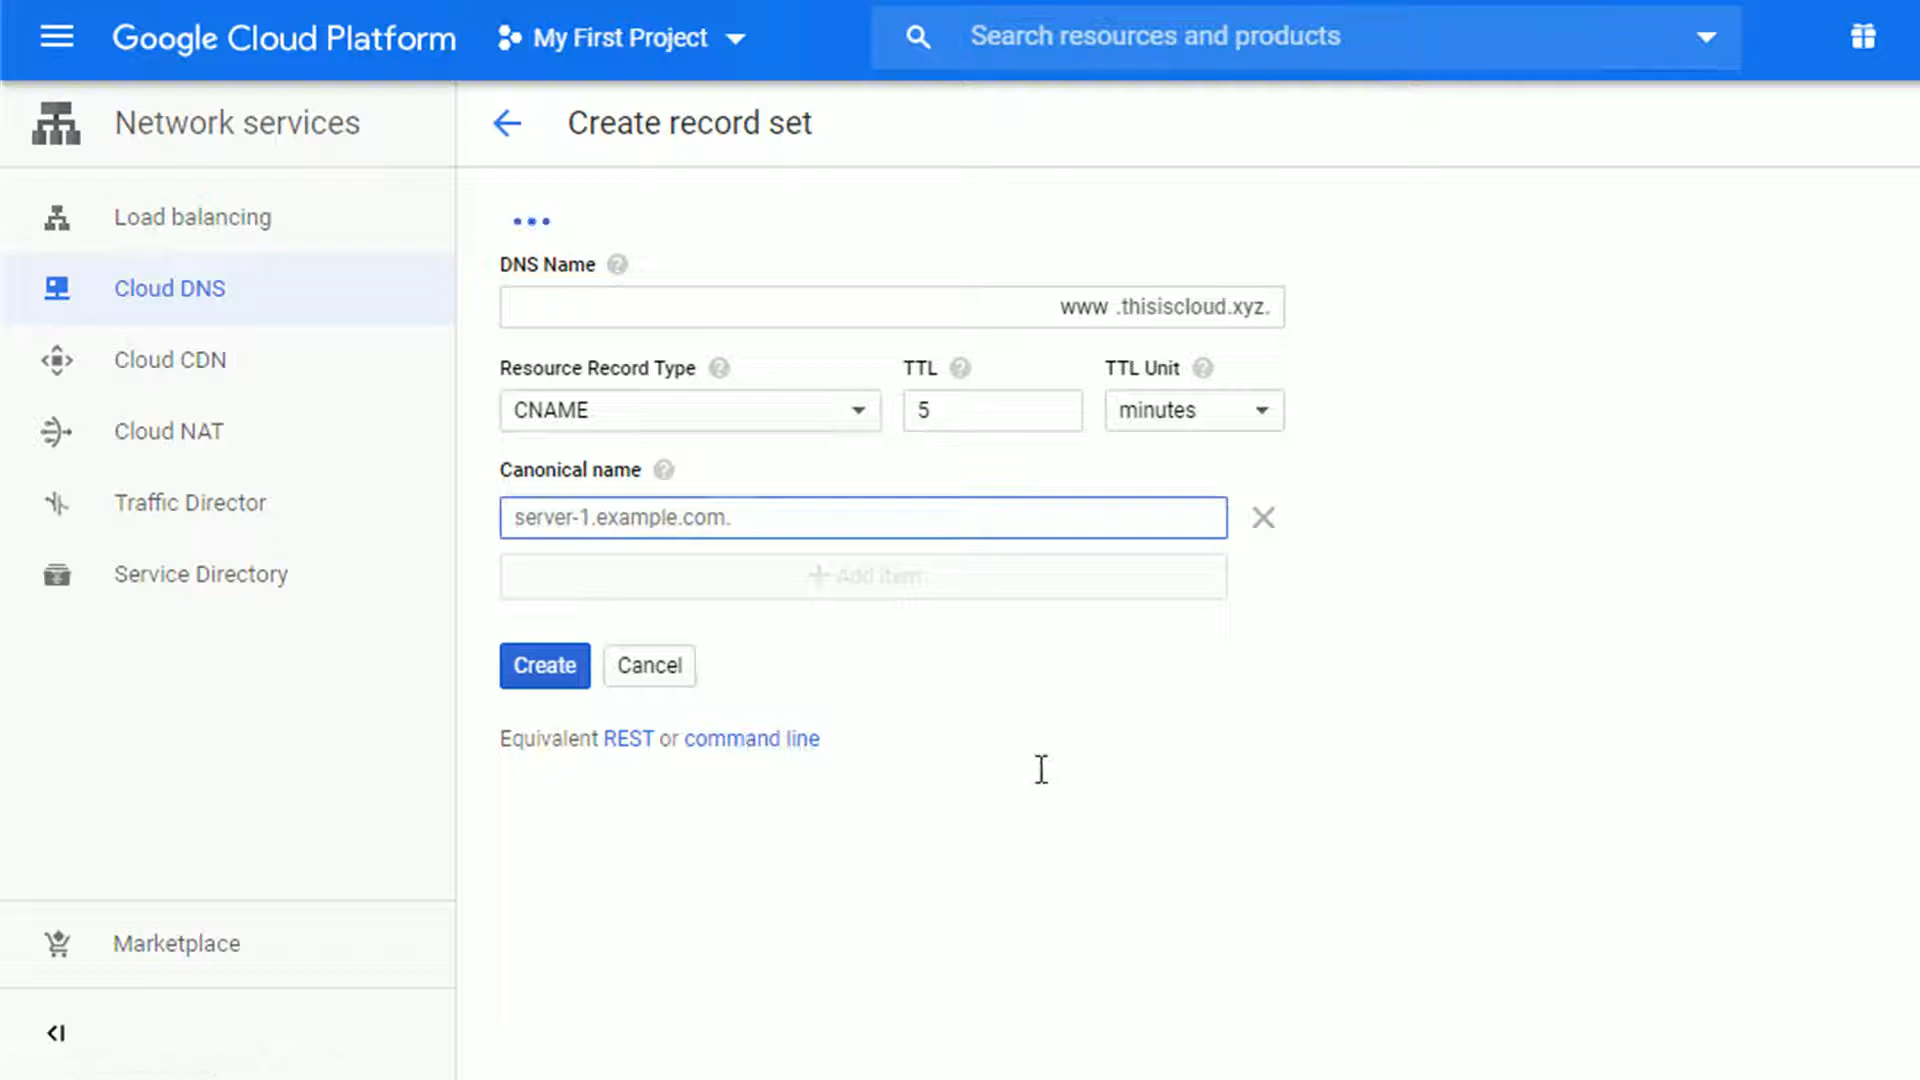 Google Cloud Platform
My First Project
Search resources and products
Network services
Create record set
Load balancing
Cloud DNS
Cloud CDN
Cloud NAT
Traffic Director
Service Directory
Marketplace
DNS Name
www .thisiscloud.xyz.
Resource Record Type
TTL
TTL Unit
CNAME
5
minutes
Canonical name
server-1.example.com.
+ Add item
Create
Cancel
Equivalent REST or command line